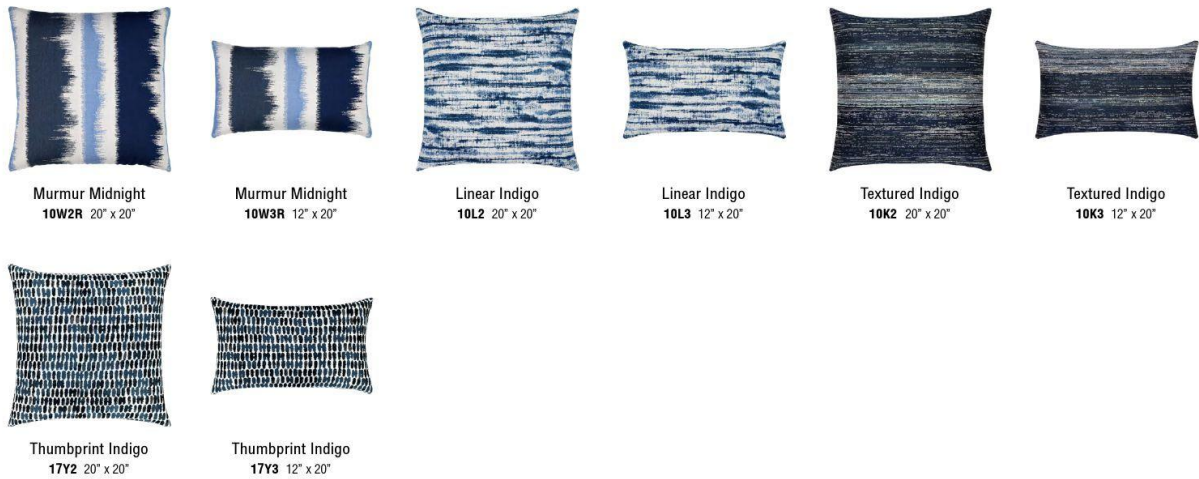 Murmur Midnight
10W2R 20” x 20”
Murmur Midnight
10W3R 12” x 20”
Linear Indigo
10L2 20” x 20”
Linear Indigo
10L3 12” x 20”
Textured Indigo
10K2 20” x 20”
Textured Indigo
10K3 12” x 20”
Thumbprint Indigo
17Y2 20” x 20”
Thumbprint Indigo
17Y3 12” x 20”